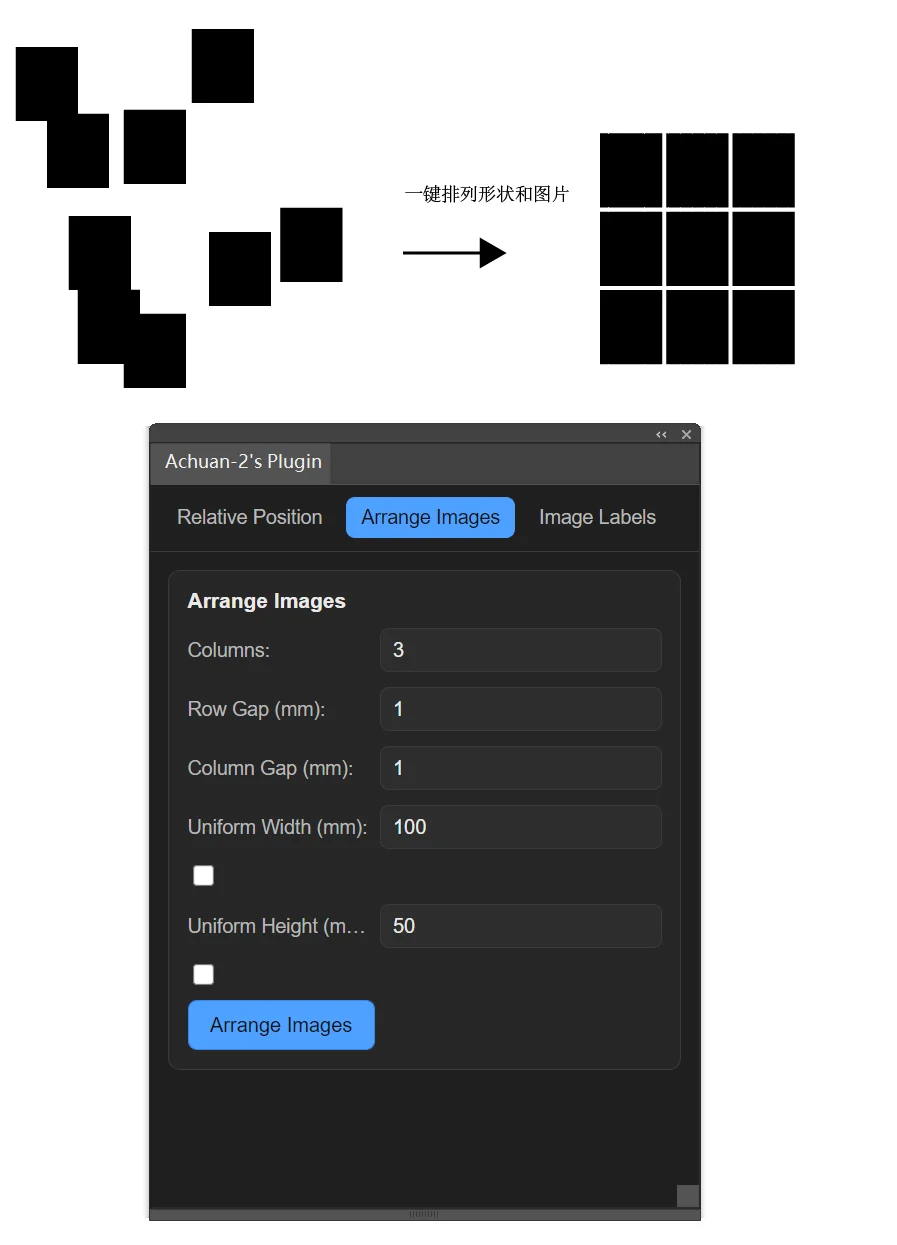 一键排列形状和图片
Achuan-2's Plugin
Relative Position
Arrange Images
Image Labels
Arrange Images
Columns:
3
Row Gap (mm):
1
Column Gap (mm):
1
Uniform Width (mm):
100
Uniform Height (m…
50
Arrange Images